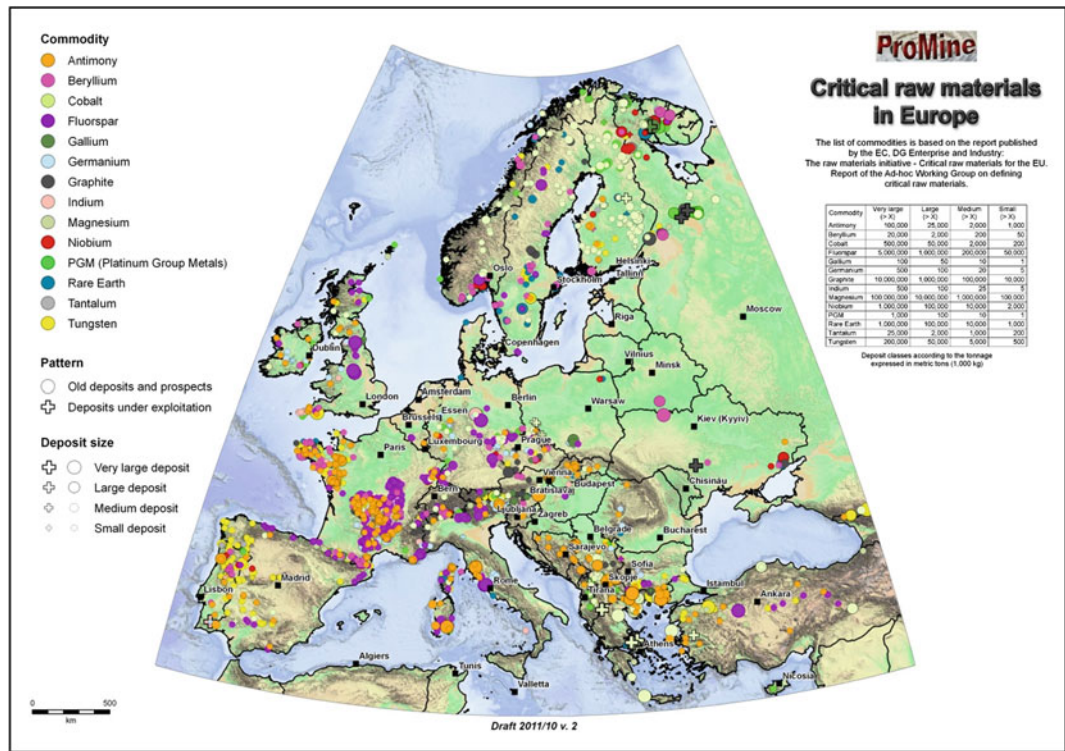 Commodity
Antimony
Beryllium
Cobalt
Fluorspar
Gallium
Germanium
Graphite
Indium
Magnesium
Niobium
PGM (Platinum Group Metals)
Rare Earth
Tantalum
Tungsten
Pattern
Old deposits and prospects
Deposits under exploitation
Deposit size
Very large deposit
Large deposit
Medium deposit
Small deposit
0 500
km
ProMine
Critical raw materials
in Europe
The list of commodities is based on the report published
by the EC, DG Enterprise and Industry:
The raw materials initiative - Critical raw materials for the EU.
Report of the Ad-hoc Working Group on defining
critical raw materials.
Commodity Very large (> X) Large (> X) Medium (> X) Small (> X)
Antimony 100,000 25,000 2,000 1,000
Beryllium 20,000 2,000 200 50
Cobalt 500,000 50,000 2,000 200
Fluorspar 5,000,000 1,000,000 200,000 50,000
Gallium 100 50 10 1
Germanium 500 100 20 5
Graphite 10,000,000 1,000,000 100,000 10,000
Indium 500 100 25 5
Magnesium 100,000,000 10,000,000 1,000,000 100,000
Niobium 1,000,000 100,000 10,000 2,000
PGM 1,000 100 10 1
Rare Earth 1,000,000 100,000 10,000 1,000
Tantalum 25,000 2,000 1,000 200
Tungsten 200,000 50,000 5,000 500
Deposit classes according to the tonnage
expressed in metric tons (1,000 kg)
Oslo
Helsinki
Stockholm
Tallinn
Riga
Moscow
Copenhagen
Vilnius
Minsk
Dublin
London
Amsterdam
Berlin
Warsaw
Brussels
Essen
Kiev (Kyyiv)
Luxembourg
Prague
Paris
Vienna
Bratislava
Budapest
Chisinàu
Bern
Ljubljana
Zagreb
Belgrade
Bucharest
Sarajevo
Sofia
Skopje
Rome
Tirana
Istambul
Ankara
Madrid
Lisbon
Athens
Algiers
Tunis
Valletta
Nicosia
Draft 2011/10 v. 2